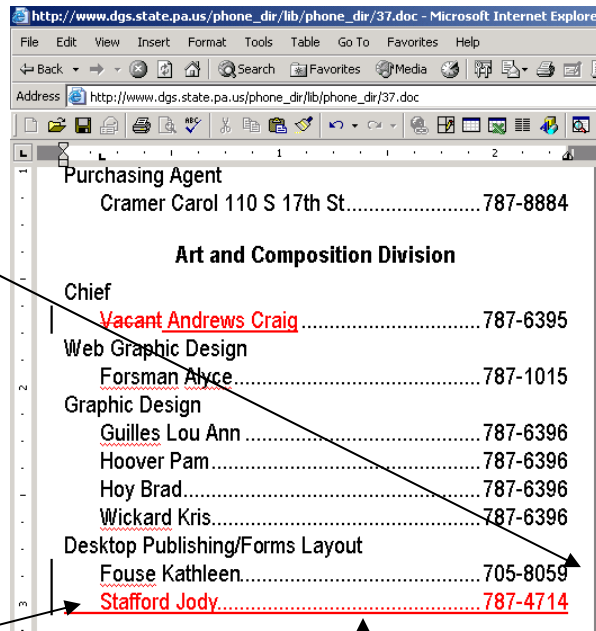 http://www.dgs.state.pa.us/phone_dir/lib/phone_dir/37.doc - Microsoft Internet Explore
File Edit View Insert Format Tools Table Go To Favorites Help
Back Search Favorites Media
Address http://www.dgs.state.pa.us/phone_dir/lib/phone_dir/37.doc
1 2
Purchasing Agent
Cramer Carol 110 S 17th St........................787-8884
Art and Composition Division
Chief
Vacant Andrews Craig................................787-6395
Web Graphic Design
Forsman Alyce............................................787-1015
Graphic Design
Guilles Lou Ann..........................................787-6396
Hoover Pam................................................787-6396
Hoy Brad.....................................................787-6396
Wickard Kris................................................787-6396
2
Desktop Publishing/Forms Layout
Fouse Kathleen...........................................705-8059
3 Stafford Jody...............................................787-4714